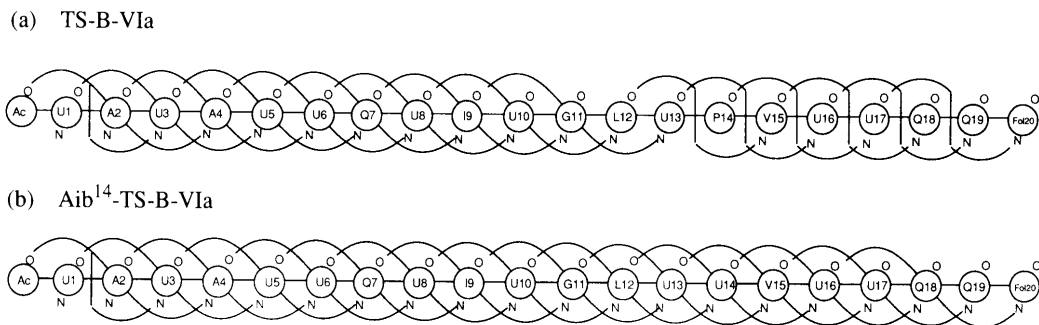 (a) TS-B-VIa
O O O O O O O O O O O O O O O O O O O O O
Ac U1 A2 U3 A4 U5 U6 Q7 U8 I9 U10 G11 L12 U13 P14 V15 U16 U17 Q18 Q19 Fol20
N N N N N N N N N N N N N N N N N N N
(b) Aib¹⁴-TS-B-VIa
O O O O O O O O O O O O O O O O O O O O O
Ac U1 A2 U3 A4 U5 U6 Q7 U8 I9 U10 G11 L12 U13 U14 V15 U16 U17 Q18 Q19 Fol20
N N N N N N N N N N N N N N N N N N N N